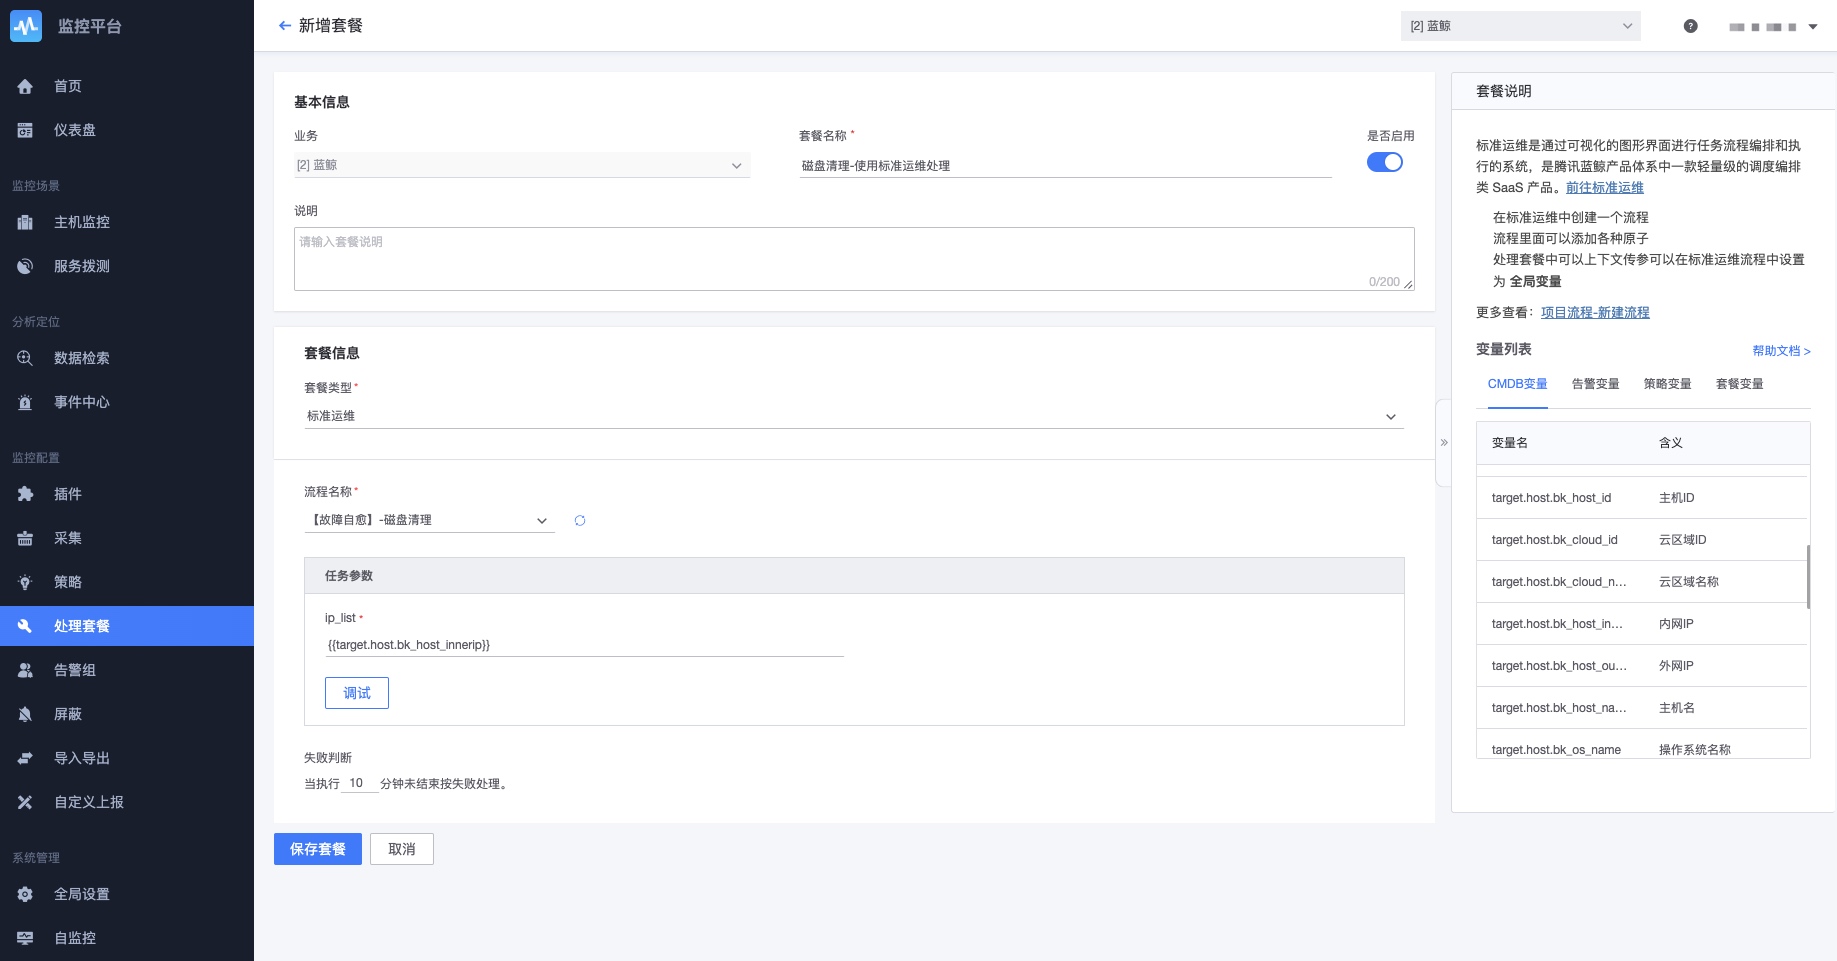 监控平台
首页
仪表盘
监控场景
主机监控
服务拨测
分析定位
数据检索
事件中心
监控配置
插件
采集
策略
处理套餐
告警组
屏蔽
导入导出
自定义上报
系统管理
全局设置
自监控
新增套餐
[2] 蓝鲸
基本信息
业务
[2] 蓝鲸
套餐名称 *
磁盘清理-使用标准运维处理
是否启用
说明
请输入套餐说明
0/200
套餐信息
套餐类型 *
标准运维
流程名称 *
【故障自愈】-磁盘清理
任务参数
ip_list *
{{target.host.bk_host_innerip}}
调试
失败判断
当执行 10 分钟未结束按失败处理。
保存套餐 取消
套餐说明
标准运维是通过可视化的图形界面进行任务流程编排和执
行的系统，是腾讯蓝鲸产品体系中一款轻量级的调度编排
类 SaaS 产品。前往标准运维
在标准运维中创建一个流程
流程里面可以添加各种原子
处理套餐中可以上下文传参可以在标准运维流程中设置
为 全局变量
更多查看：项目流程-新建流程
变量列表 帮助文档 >
CMDB变量 告警变量 策略变量 套餐变量
变量名 含义
target.host.bk_host_id 主机ID
target.host.bk_cloud_id 云区域ID
target.host.bk_cloud_n... 云区域名称
target.host.bk_host_in... 内网IP
target.host.bk_host_ou... 外网IP
target.host.bk_host_na... 主机名
target.host.bk_os_name 操作系统名称